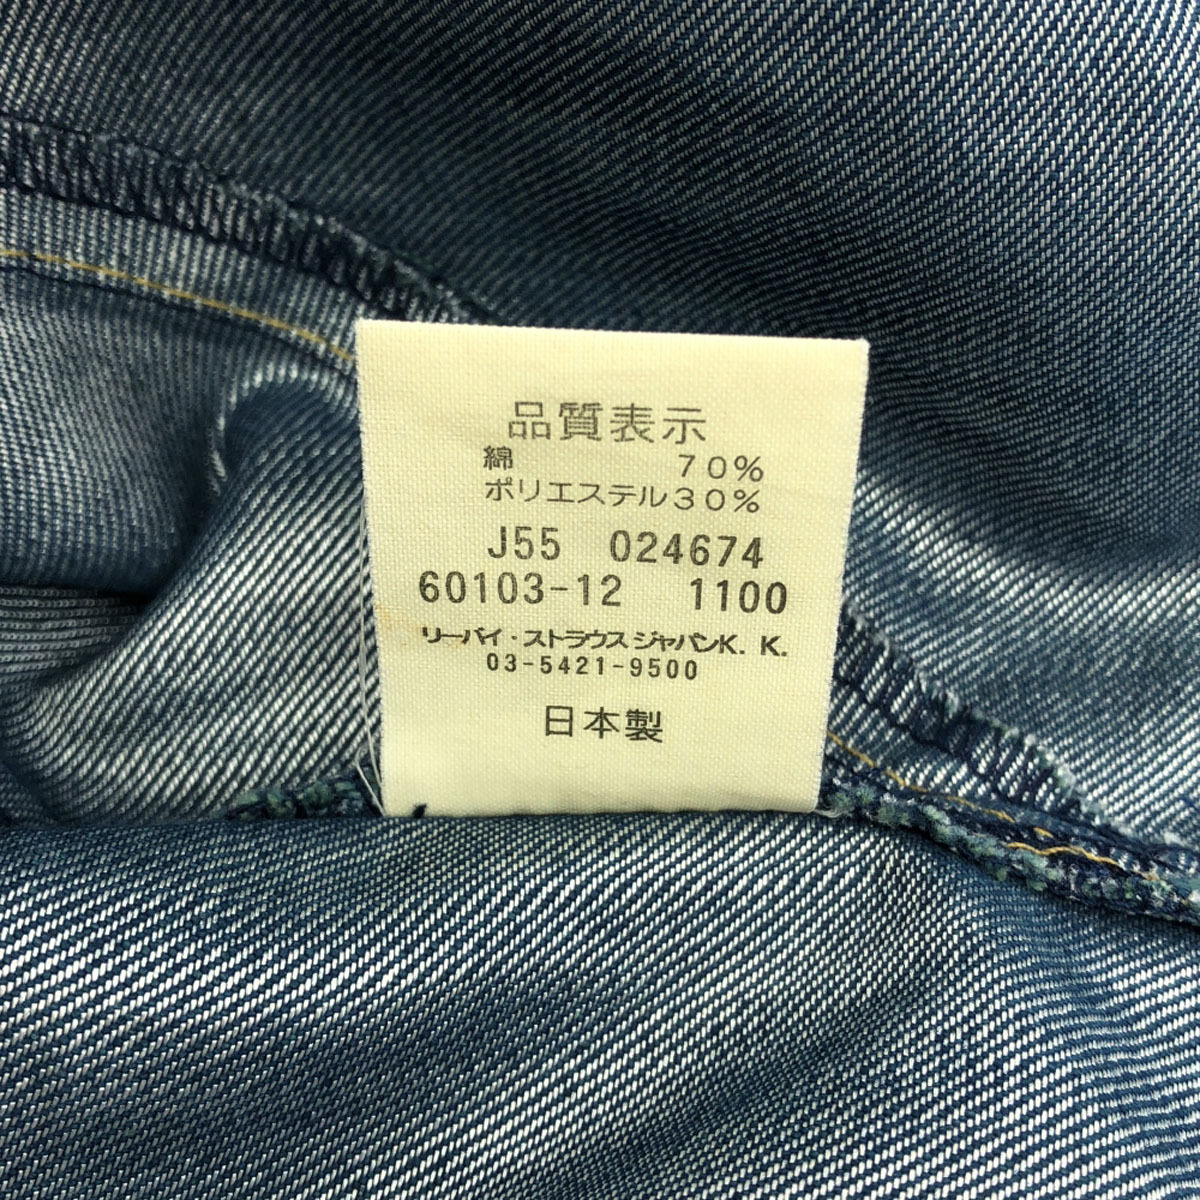 品質表示
綿 70%
ポリエステル30%
J55 024674
60103-12 1100
リーバイ・ストラウスジャパンK. K.
03-5421-9500
日本製